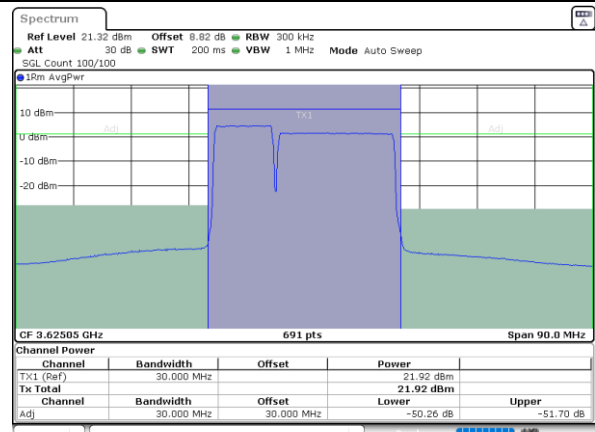 Spectrum
Ref Level 21.32 dBm Offset 8.82 dB RBW 300 kHz
Att 30 dB SWT 200 ms VBW 1 MHz Mode Auto Sweep
SGL Count 100/100
1Rm AvgPwr
TX1
10 dBm
Adj Adj
0 dBm
-10 dBm
-20 dBm
CF 3.62505 GHz 691 pts Span 90.0 MHz
Channel Power
Channel Bandwidth Offset Power
TX1 (Ref) 30.000 MHz 21.92 dBm
Tx Total 21.92 dBm
Channel Bandwidth Offset Lower Upper
Adj 30.000 MHz 30.000 MHz -50.26 dB -51.70 dB